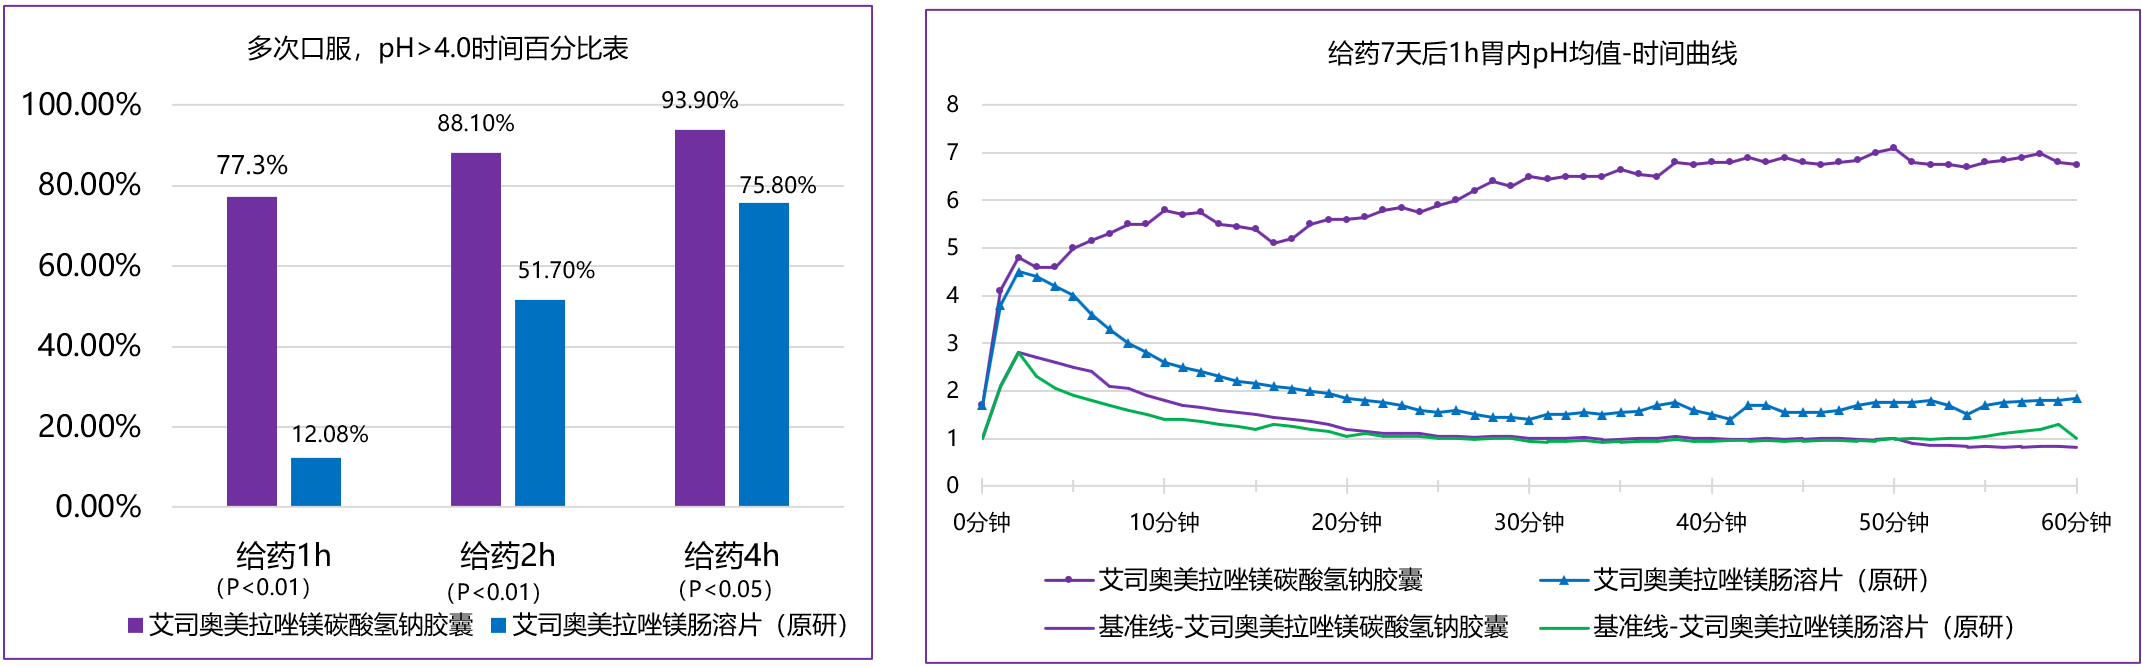 多次口服，pH>4.0时间百分比表
100.00%
80.00%
60.00%
40.00%
20.00%
0.00%
77.3%
12.08%
88.10%
51.70%
93.90%
75.80%
给药1h
（P<0.01）
给药2h
（P<0.01）
给药4h
（P<0.05）
艾司奥美拉唑镁碳酸氢钠胶囊
艾司奥美拉唑镁肠溶片（原研）
给药7天后1h胃内pH均值-时间曲线
8
7
6
5
4
3
2
1
0
0分钟
10分钟
20分钟
30分钟
40分钟
50分钟
60分钟
艾司奥美拉唑镁碳酸氢钠胶囊
艾司奥美拉唑镁肠溶片（原研）
基准线-艾司奥美拉唑镁碳酸氢钠胶囊
基准线-艾司奥美拉唑镁肠溶片（原研）